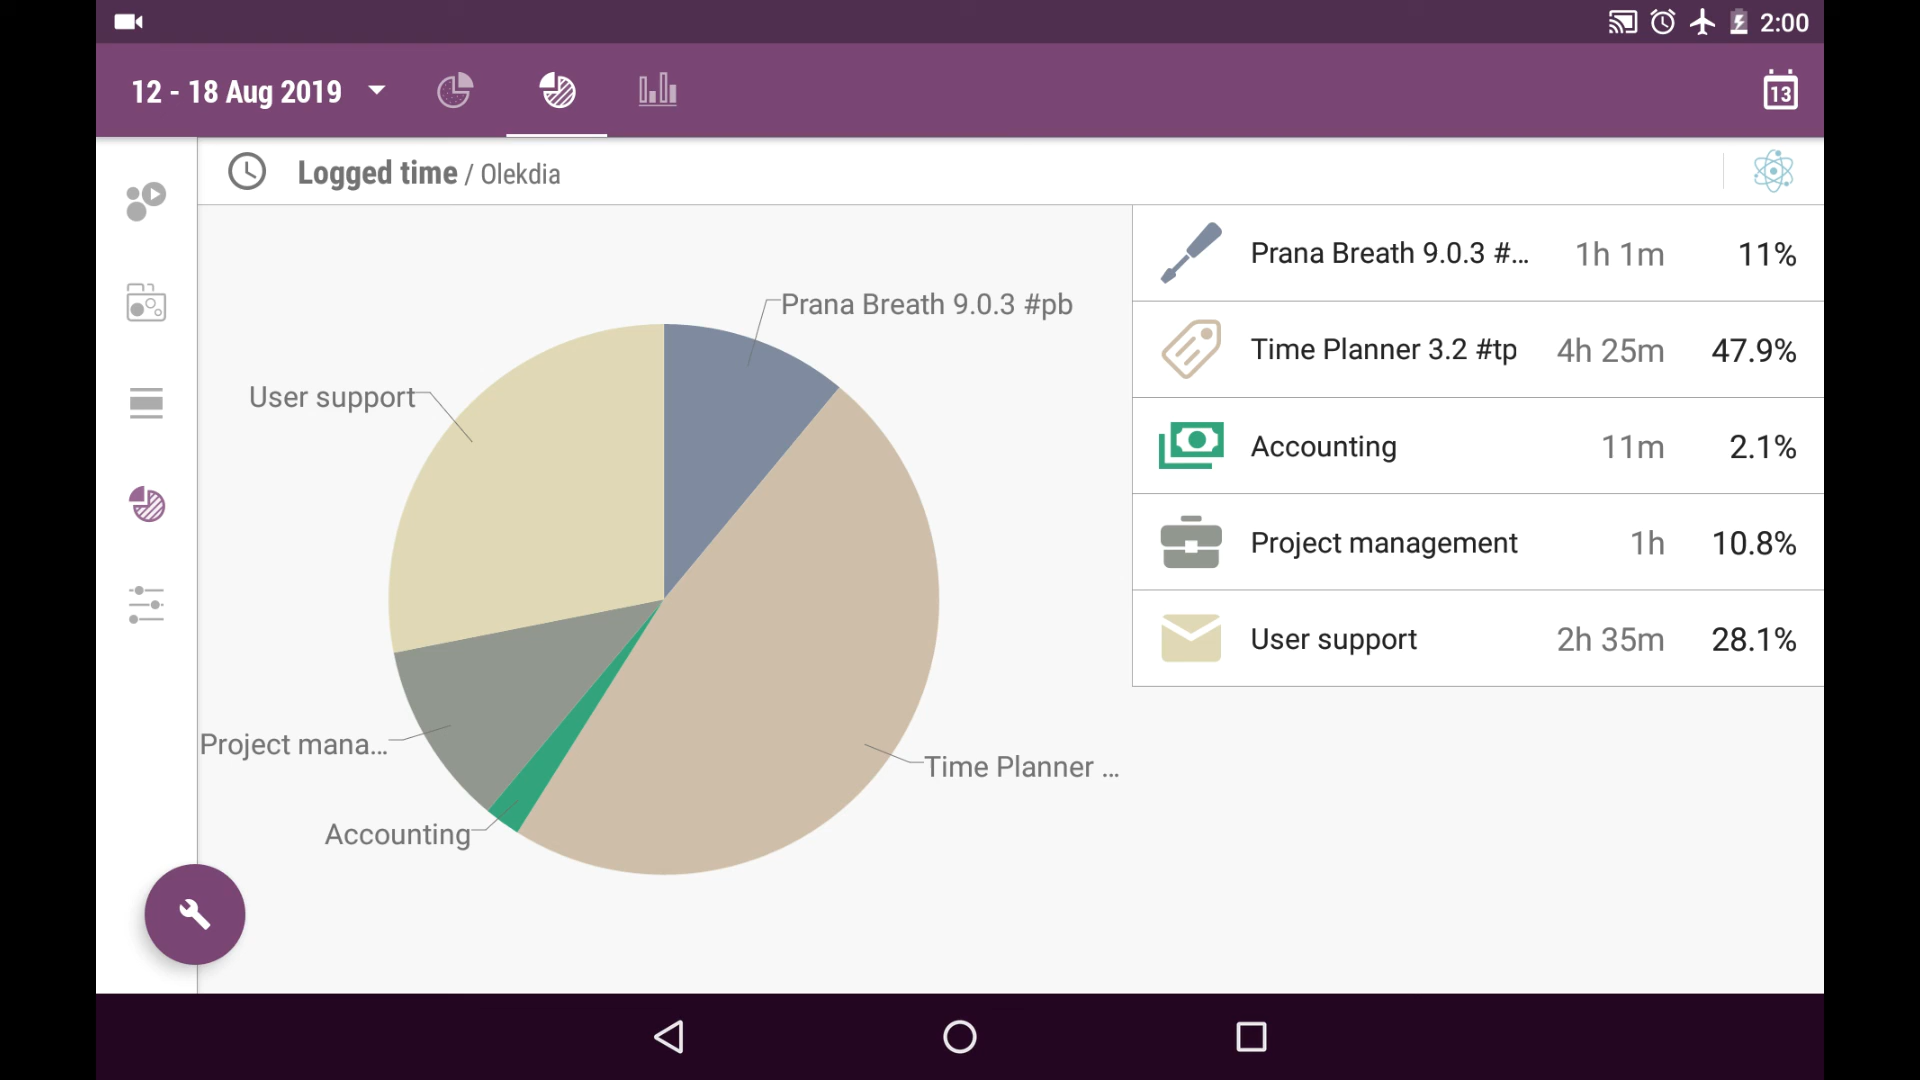 2:00
12 - 18 Aug 2019
13
Logged time / Olekdia
Prana Breath 9.0.3 #pb
User support
Project mana...
Accounting
Time Planner ...
Prana Breath 9.0.3 #... 1h 1m 11%
Time Planner 3.2 #tp 4h 25m 47.9%
Accounting 11m 2.1%
Project management 1h 10.8%
User support 2h 35m 28.1%